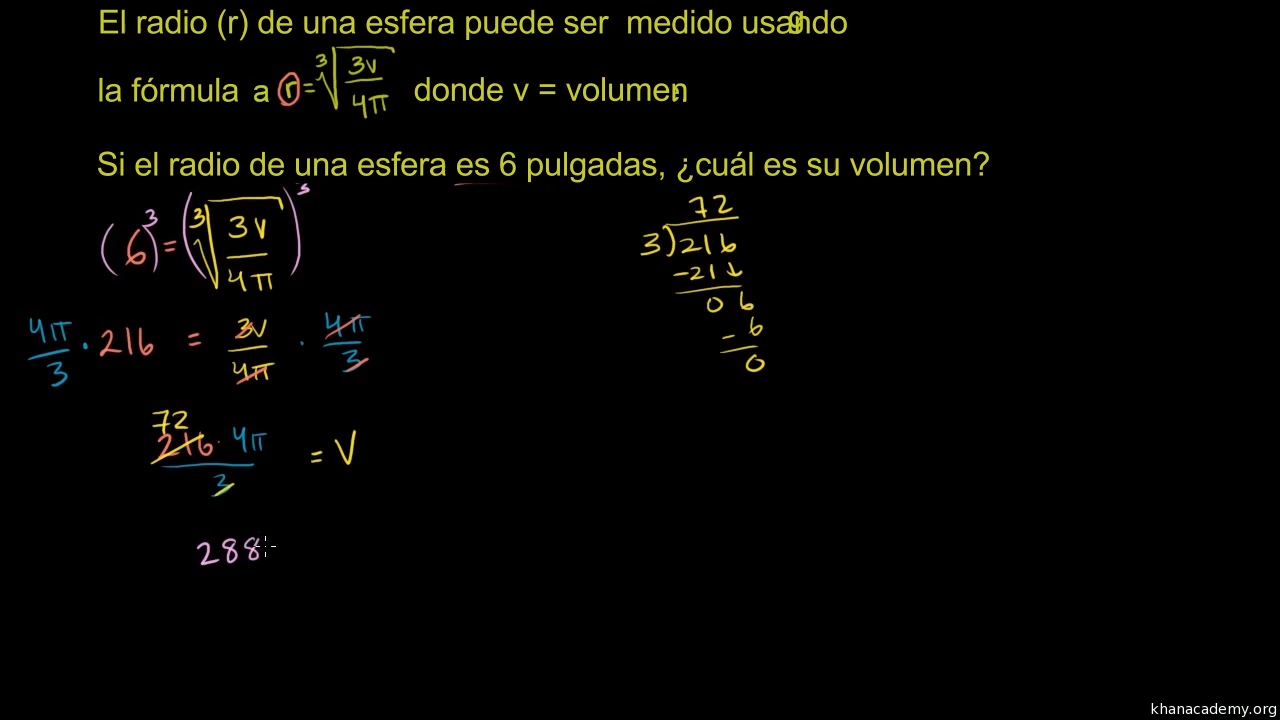 El radio (r) de una esfera puede ser medido usando
la fórmula a r = ∛(3v/4π) donde v = volumen
Si el radio de una esfera es 6 pulgadas, ¿cuál es su volumen?
(6)³ = (∛(3v/4π))³
4π/3 · 216 = 3v/4π · 4π/3
72
216 · 4π / 3 = V
288
72
3)216
-21↓
06
-6
0
khanacademy.org